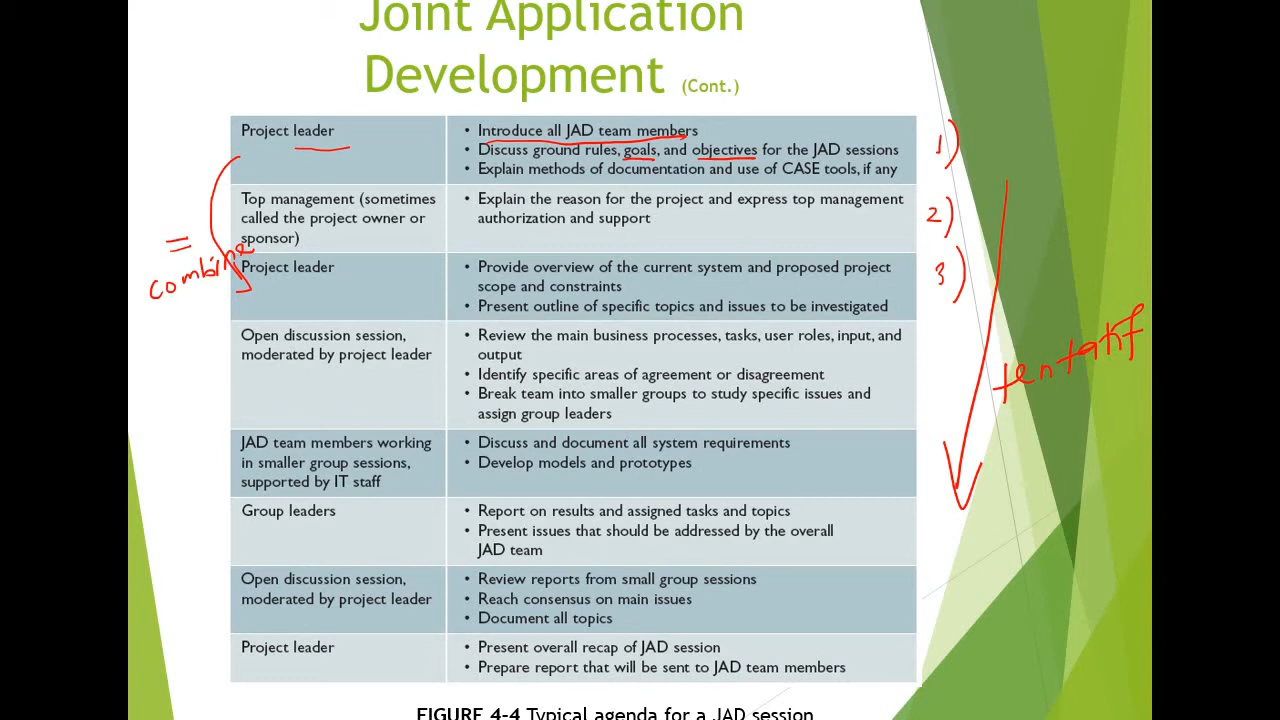 Joint Application
Development (Cont.)
Project leader
• Introduce all JAD team members
• Discuss ground rules, goals, and objectives for the JAD sessions
• Explain methods of documentation and use of CASE tools, if any
1)
Top management (sometimes
called the project owner or
sponsor)
• Explain the reason for the project and express top management
authorization and support
2)
=
combine
Project leader
• Provide overview of the current system and proposed project
scope and constraints
• Present outline of specific topics and issues to be investigated
3)
Open discussion session,
moderated by project leader
• Review the main business processes, tasks, user roles, input, and
output
• Identify specific areas of agreement or disagreement
• Break team into smaller groups to study specific issues and
assign group leaders
tentatif
JAD team members working
in smaller group sessions,
supported by IT staff
• Discuss and document all system requirements
• Develop models and prototypes
Group leaders
• Report on results and assigned tasks and topics
• Present issues that should be addressed by the overall
JAD team
Open discussion session,
moderated by project leader
• Review reports from small group sessions
• Reach consensus on main issues
• Document all topics
Project leader
• Present overall recap of JAD session
• Prepare report that will be sent to JAD team members
FIGURE 4-4 Typical agenda for a JAD session